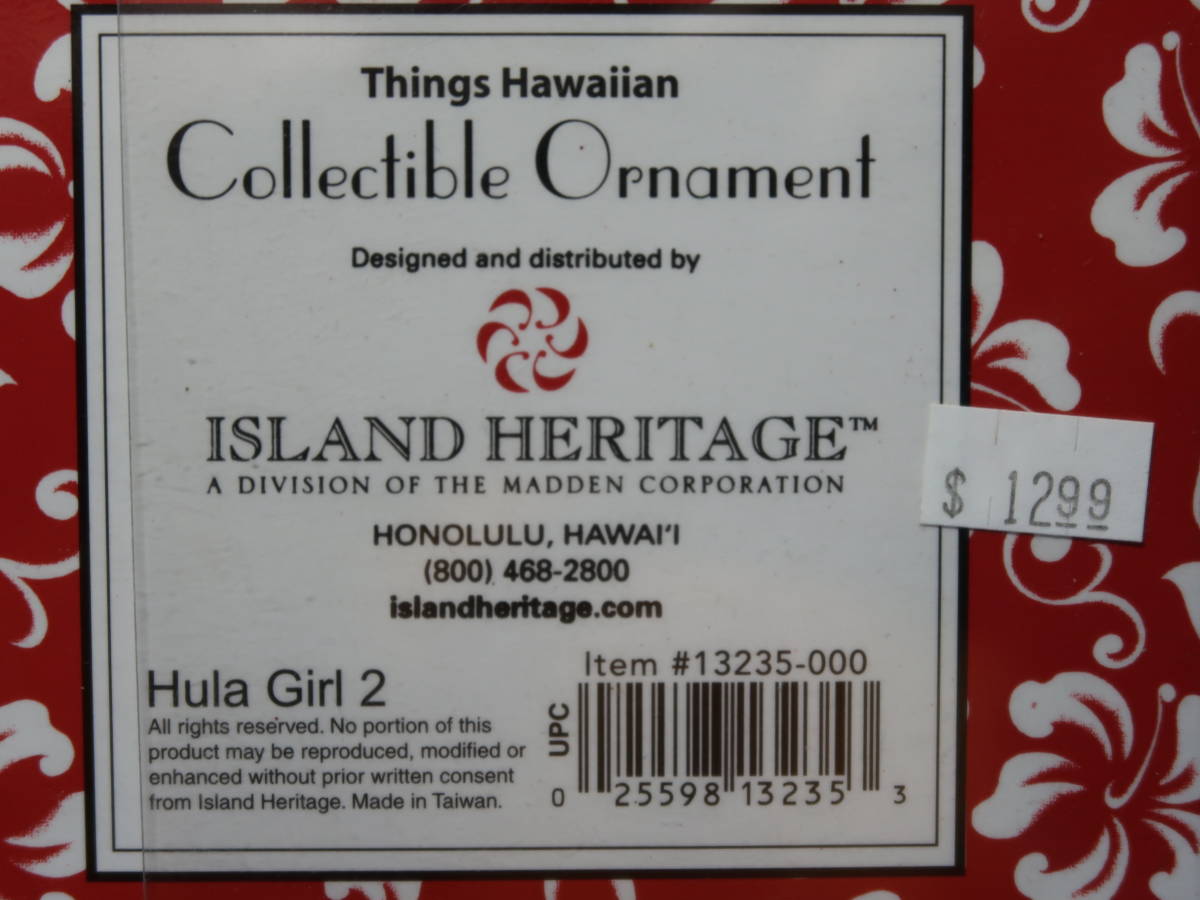 Things Hawaiian
Collectible Ornament
Designed and distributed by
ISLAND HERITAGE™
A DIVISION OF THE MADDEN CORPORATION
HONOLULU, HAWAI'I
(800) 468-2800
islandheritage.com
$ 12.99
Item #13235-000
Hula Girl 2
All rights reserved. No portion of this
product may be reproduced, modified or
enhanced without prior written consent
from Island Heritage. Made in Taiwan.
UPC
0 25598 13235 3